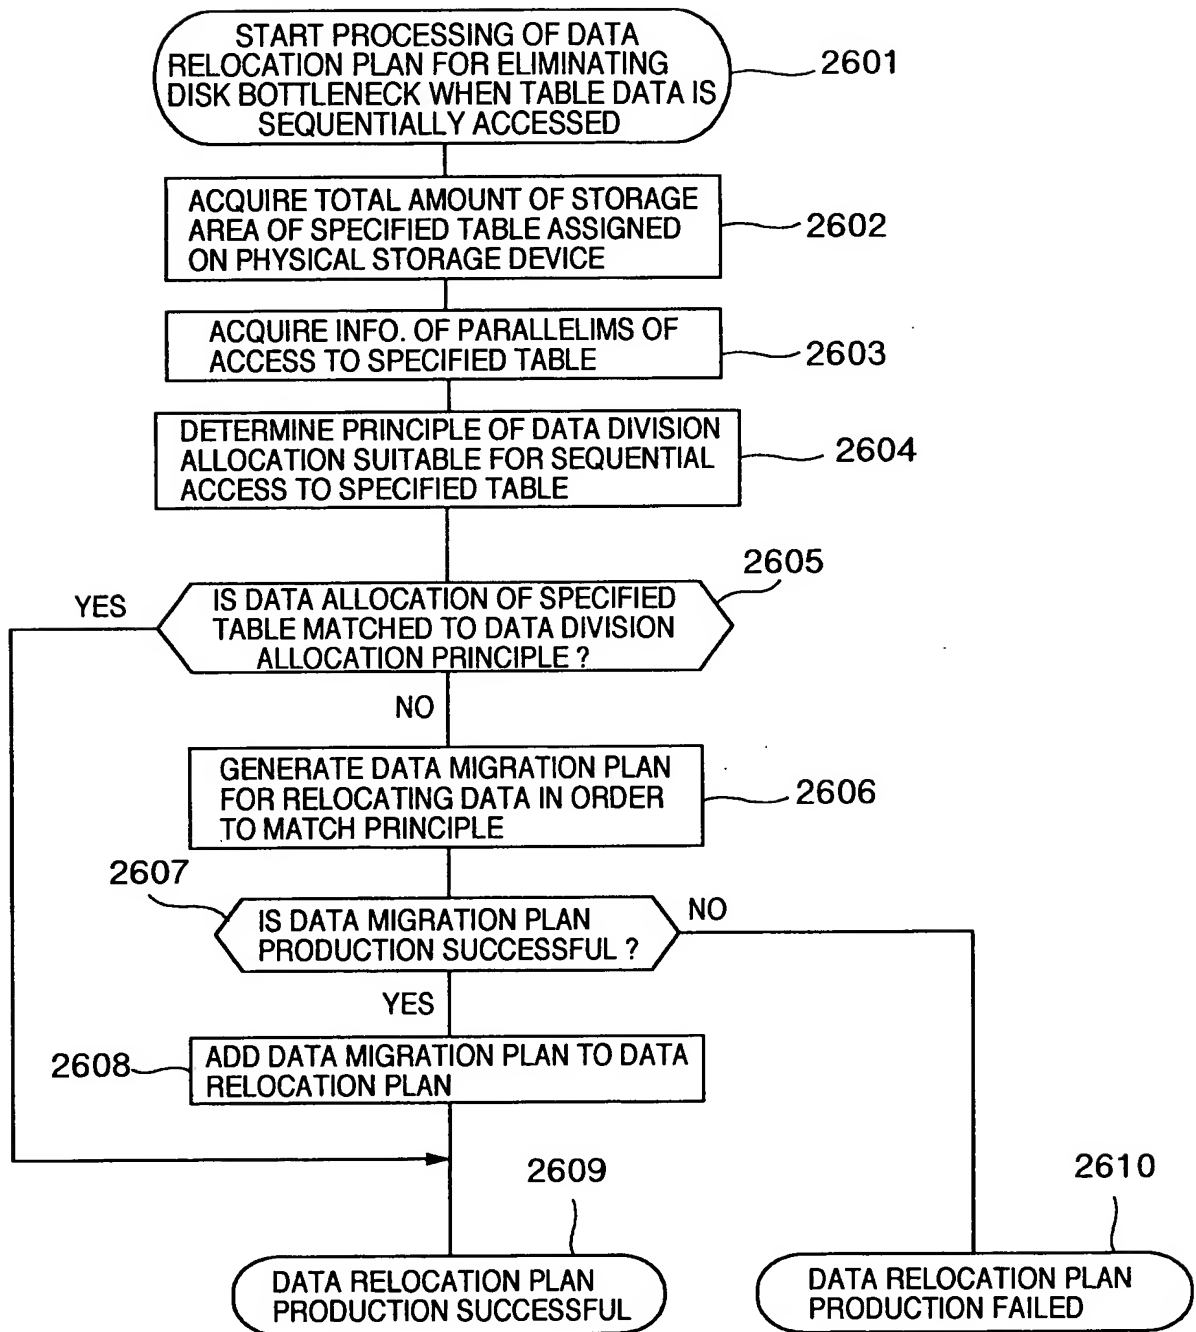 START PROCESSING OF DATA
RELOCATION PLAN FOR ELIMINATING
DISK BOTTLENECK WHEN TABLE DATA IS
SEQUENTIALLY ACCESSED
2601
ACQUIRE TOTAL AMOUNT OF STORAGE
AREA OF SPECIFIED TABLE ASSIGNED
ON PHYSICAL STORAGE DEVICE
2602
ACQUIRE INFO. OF PARALLELIMS OF
ACCESS TO SPECIFIED TABLE
2603
DETERMINE PRINCIPLE OF DATA DIVISION
ALLOCATION SUITABLE FOR SEQUENTIAL
ACCESS TO SPECIFIED TABLE
2604
2605
YES
IS DATA ALLOCATION OF SPECIFIED
TABLE MATCHED TO DATA DIVISION
ALLOCATION PRINCIPLE ?
NO
GENERATE DATA MIGRATION PLAN
FOR RELOCATING DATA IN ORDER
TO MATCH PRINCIPLE
2606
2607
IS DATA MIGRATION PLAN
PRODUCTION SUCCESSFUL ?
NO
YES
2608
ADD DATA MIGRATION PLAN TO DATA
RELOCATION PLAN
2609
2610
DATA RELOCATION PLAN
PRODUCTION SUCCESSFUL
DATA RELOCATION PLAN
PRODUCTION FAILED